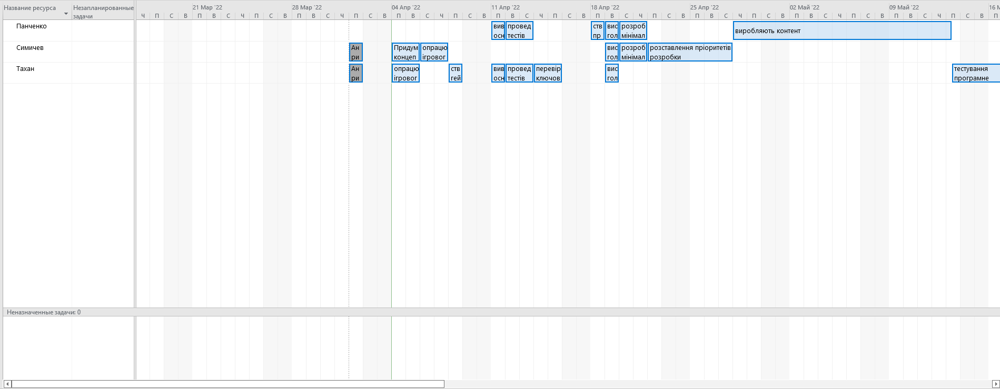 Название ресурса
Незапланированные
задачи
21 Мар '22 28 Мар '22 04 Апр '22 11 Апр '22 18 Апр '22 25 Апр '22 02 Май '22 09 Май '22 16 М
Ч П С В П В С Ч П С В П В С Ч П С В П В С Ч П С В П В С Ч П С В П В С Ч П С В П В С Ч П С В П В С Ч П С В П В С Ч П С В П
Панченко
вив
осн
провед
тестів
ств
пр
вис
гол
розроб
мінімал
виробляють контент
Симичев
Ан
ри
Придум
концеп
опрацю
ігровог
вис
гол
розроб
мінімал
розставлення пріоритетів
розробки
Тахан
Ан
ри
опрацю
ігровог
ств
гей
вив
осн
провед
тестів
перевір
ключов
вис
гол
тестування
програмне
Неназначенные задачи: 0